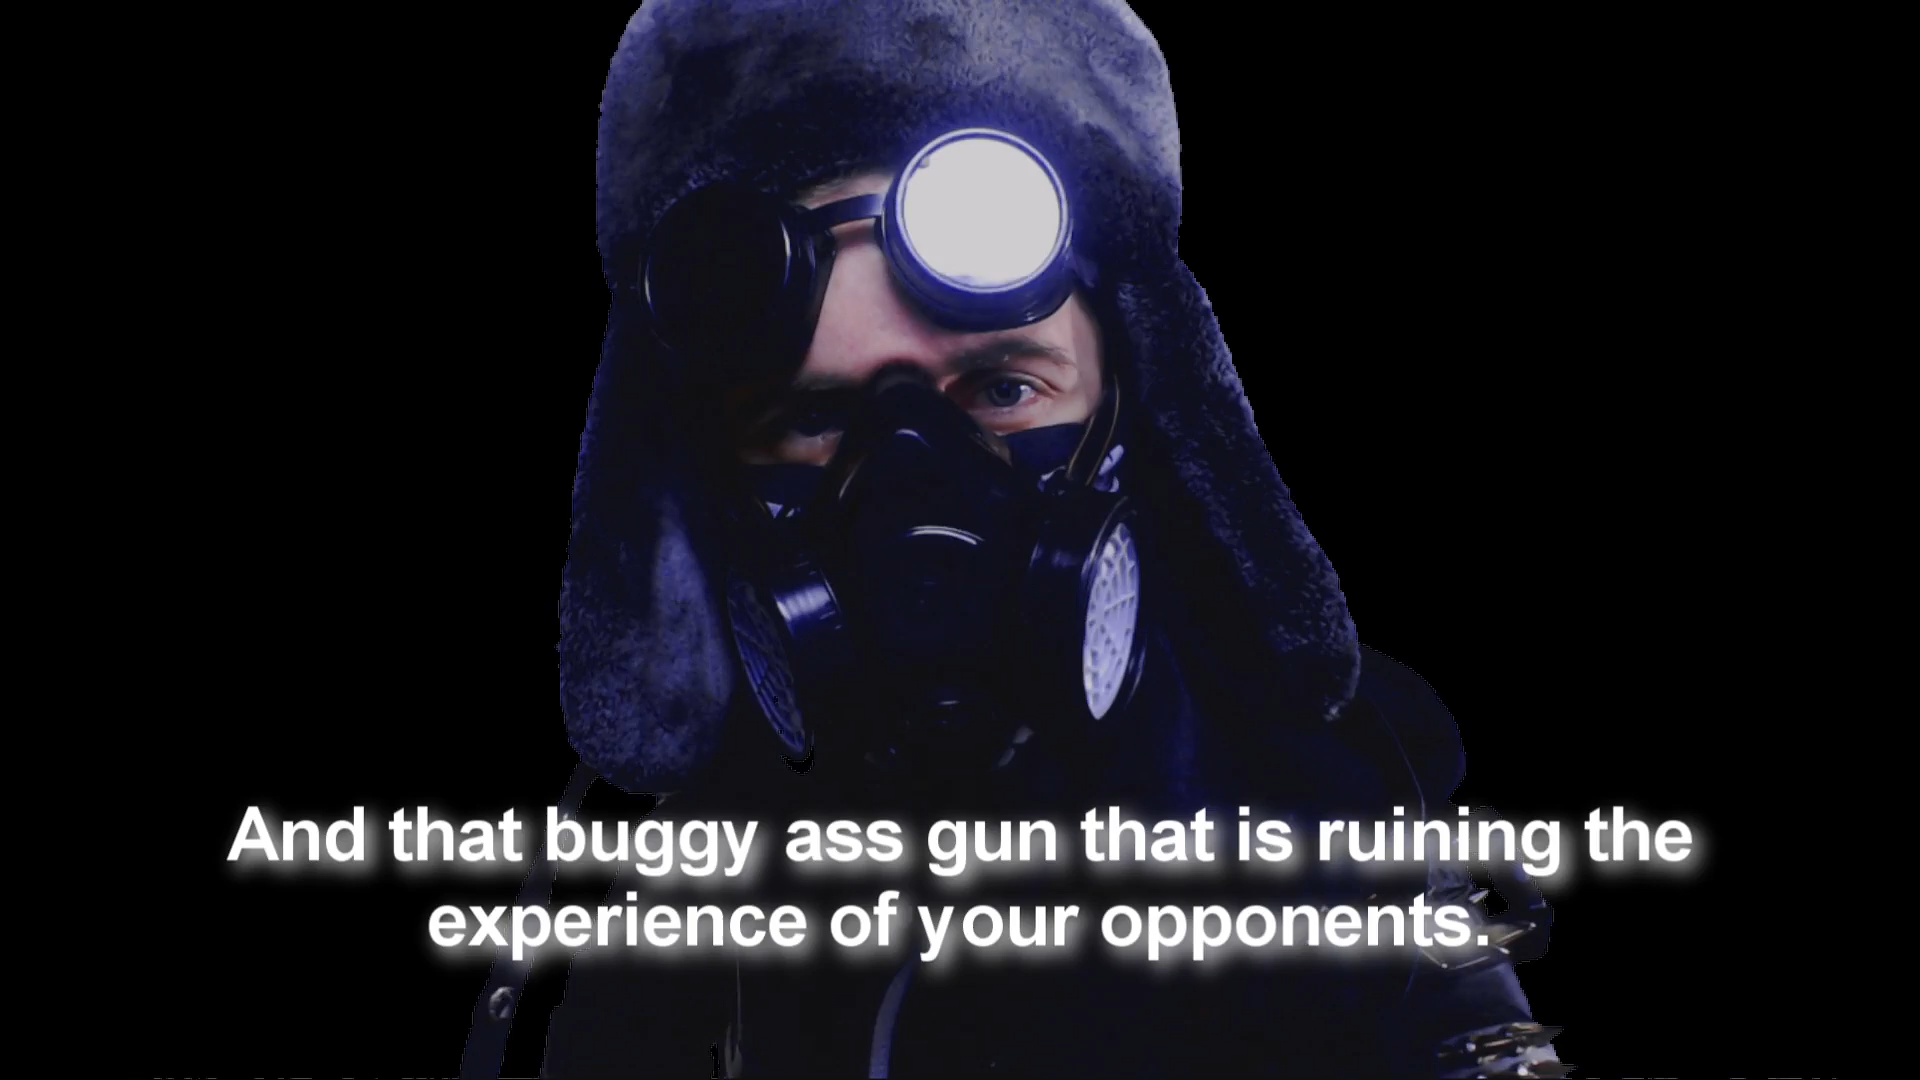 And that buggy ass gun that is ruining the
experience of your opponents.